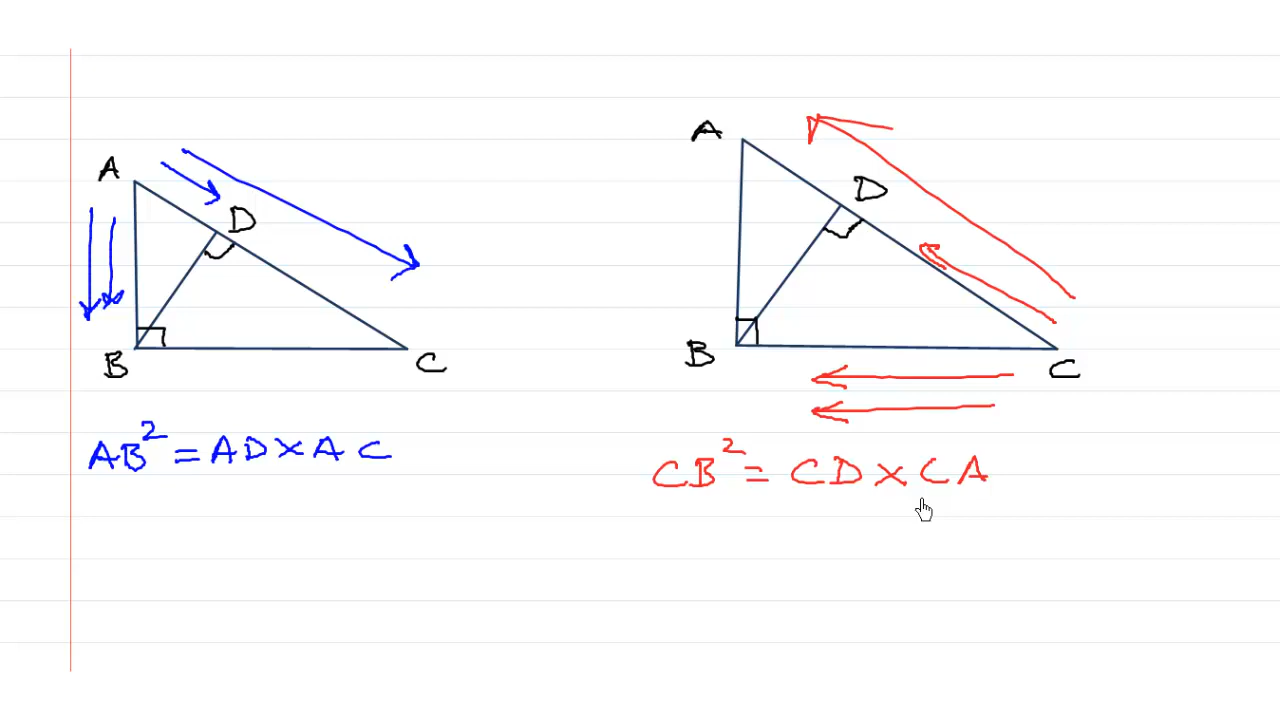 A
D
B
C
AB² = AD × AC
A
D
B
C
CB² = CD × CA